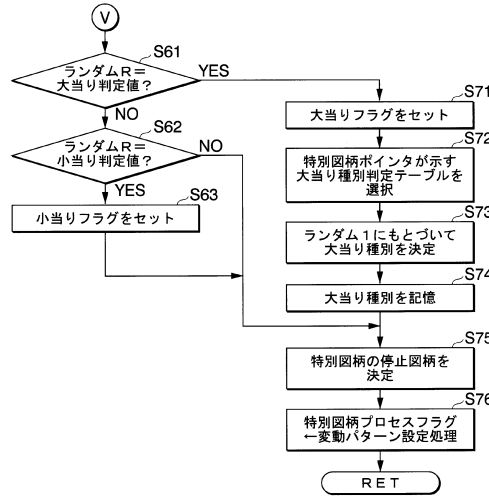 V
S61
ランダムR＝
大当り判定値？
YES
NO
S62
ランダムR＝
小当り判定値？
NO
YES
S63
小当りフラグをセット
S71
大当りフラグをセット
S72
特別図柄ポインタが示す
大当り種別判定テーブルを
選択
S73
ランダム1にもとづいて
大当り種別を決定
S74
大当り種別を記憶
S75
特別図柄の停止図柄を
決定
S76
特別図柄プロセスフラグ
←変動パターン設定処理
RET